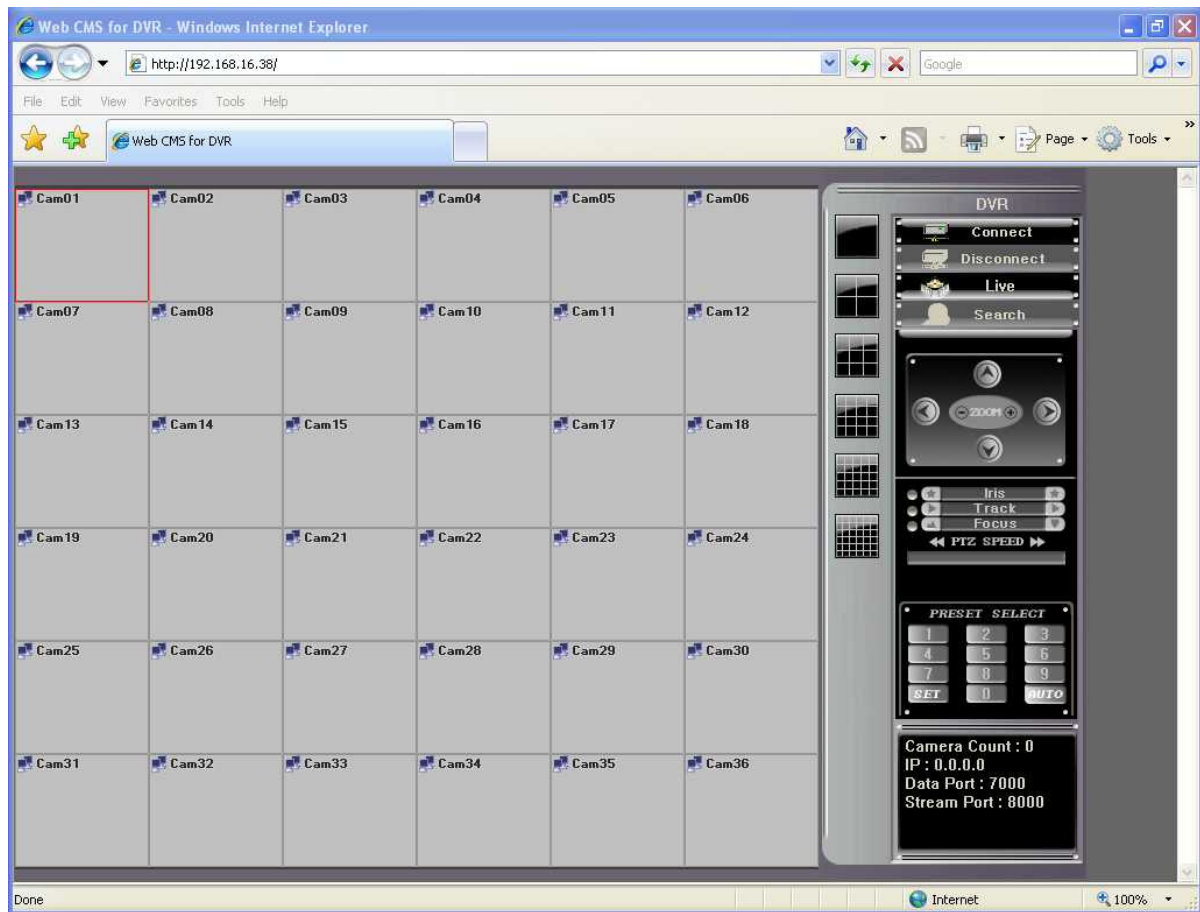 Web CMS for DVR - Windows Internet Explorer
http://192.168.16.38/
Google
File Edit View Favorites Tools Help
Web CMS for DVR
Page
Tools
Cam01 Cam02 Cam03 Cam04 Cam05 Cam06
Cam07 Cam08 Cam09 Cam10 Cam11 Cam12
Cam13 Cam14 Cam15 Cam16 Cam17 Cam18
Cam19 Cam20 Cam21 Cam22 Cam23 Cam24
Cam25 Cam26 Cam27 Cam28 Cam29 Cam30
Cam31 Cam32 Cam33 Cam34 Cam35 Cam36
DVR
Connect
Disconnect
Live
Search
ZOOM
Iris
Track
Focus
PTZ SPEED
PRESET SELECT
1 2 3
4 5 6
7 8 9
SET 0 AUTO
Camera Count : 0
IP : 0.0.0.0
Data Port : 7000
Stream Port : 8000
Done
Internet
100%